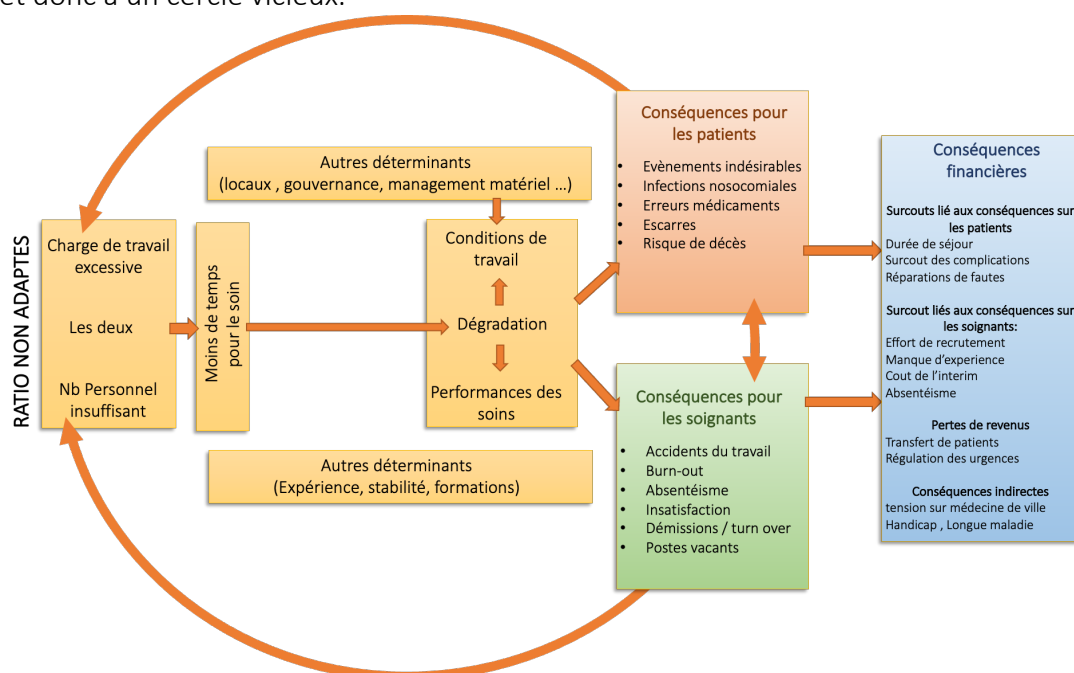 et donc à un cercle vicieux.
RATIO NON ADAPTES
Charge de travail
excessive
Les deux
Nb Personnel
insuffisant
Moins de temps
pour le soin
Autres déterminants
(locaux , gouvernance, management matériel ...)
Conditions de
travail
Dégradation
Performances des
soins
Autres déterminants
(Expérience, stabilité, formations)
Conséquences pour
les patients
• Evènements indésirables
• Infections nosocomiales
• Erreurs médicaments
• Escarres
• Risque de décès
Conséquences pour
les soignants
• Accidents du travail
• Burn-out
• Absentéisme
• Insatisfaction
• Démissions / turn over
• Postes vacants
Conséquences
financières
Surcouts lié aux conséquences sur
les patients
Durée de séjour
Surcout des complications
Réparations de fautes
Surcout liés aux conséquences sur
les soignants:
Effort de recrutement
Manque d’experience
Cout de l’interim
Absentéisme
Pertes de revenus
Transfert de patients
Régulation des urgences
Conséquences indirectes
tension sur médecine de ville
Handicap , Longue maladie